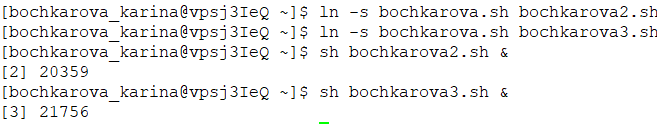 [bochkarova_karina@vpsj3IeQ ~]$ ln -s bochkarova.sh bochkarova2.sh
[bochkarova_karina@vpsj3IeQ ~]$ ln -s bochkarova.sh bochkarova3.sh
[bochkarova_karina@vpsj3IeQ ~]$ sh bochkarova2.sh &
[2] 20359
[bochkarova_karina@vpsj3IeQ ~]$ sh bochkarova3.sh &
[3] 21756